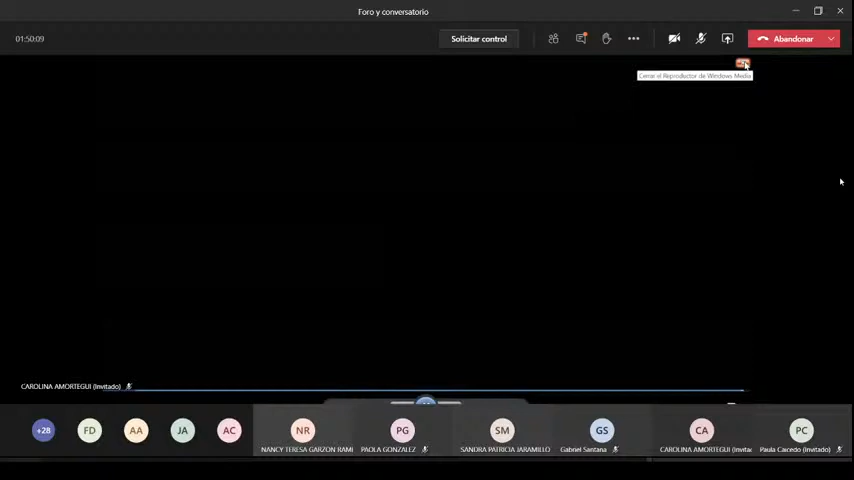 Foro y conversatorio
01:50:09
Solicitar control
Abandonar
Cerrar el Reproductor de Windows Media
CAROLINA AMORTEGUI (Invitado)
+28
FD
AA
JA
AC
NR
PG
SM
GS
CA
PC
NANCY TERESA GARZON RAMI
PAOLA GONZALEZ
SANDRA PATRICIA JARAMILLO
Gabriel Santana
CAROLINA AMORTEGUI (Invitac
Paula Caicedo (Invitado)